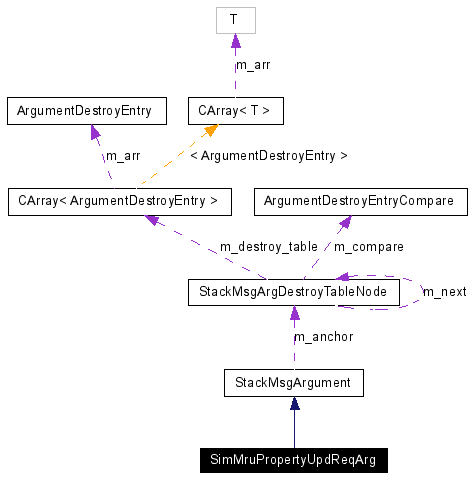 T
m_arr
ArgumentDestroyEntry
CArray< T >
m_arr
< ArgumentDestroyEntry >
CArray< ArgumentDestroyEntry >
ArgumentDestroyEntryCompare
m_destroy_table
m_compare
StackMsgArgDestroyTableNode
m_next
m_anchor
StackMsgArgument
SimMruPropertyUpdReqArg